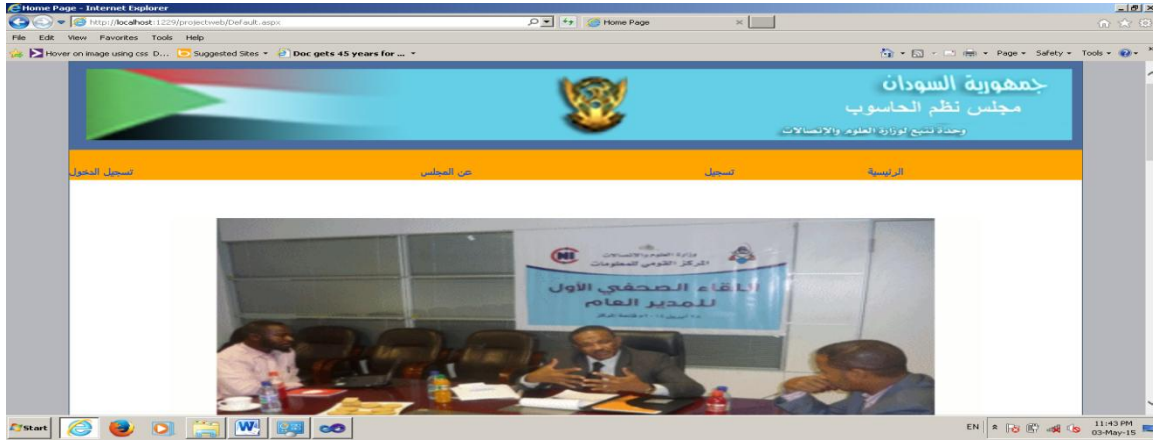 Home Page - Internet Explorer
http://localhost:1229/projectweb/Default.aspx
Home Page
File Edit View Favorites Tools Help
Hover on image using css D... Suggested Sites Doc gets 45 years for ...
Page Safety Tools
جمهورية السودان
مجلس نظم الحاسوب
وحدة تتبع لوزارة العلوم والإتصالات
الرئيسية تسجيل عن المجلس تسجيل الدخول
وزارة العلوم والاتصالات
المركز القومي للمعلومات
NI
اللقاء الصحفي الأول
للمدير العام
Start
EN
11:43 PM
03-May-15